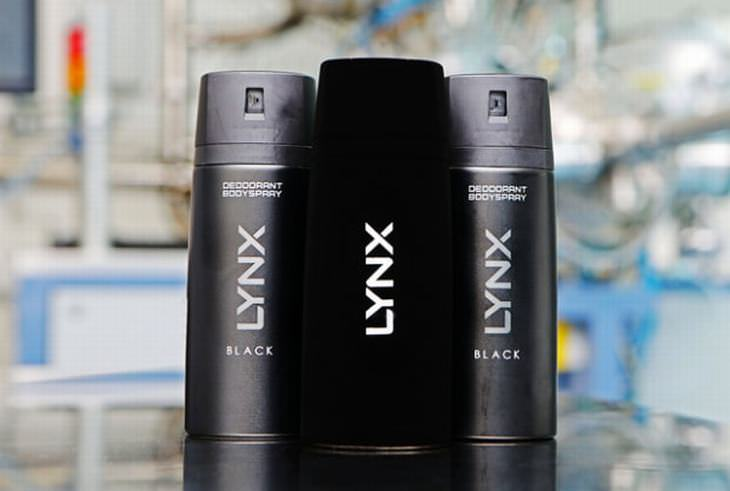 DEODORANT
BODYSPRAY
LYNX
BLACK
LYNX
DEODORANT
BODYSPRAY
LYNX
BLACK